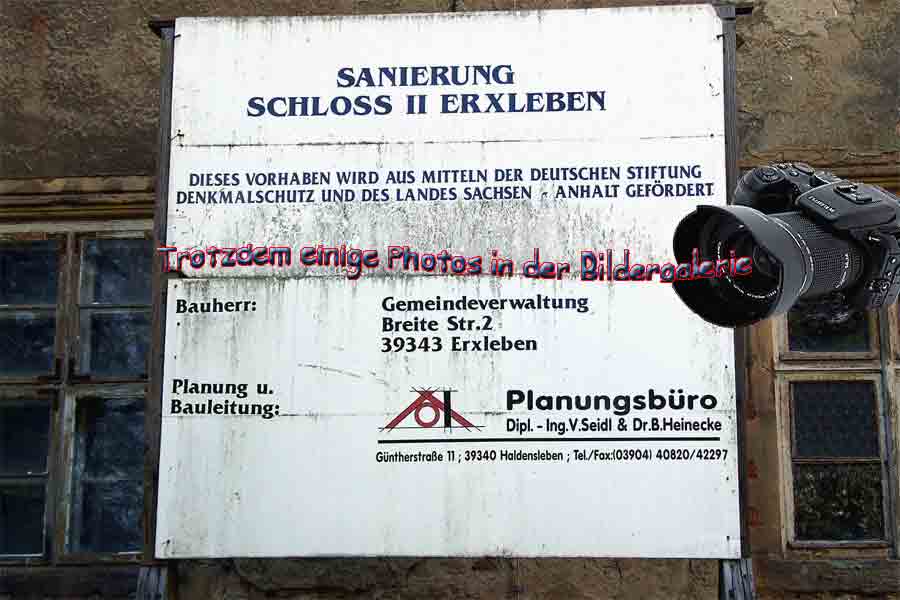 SANIERUNG
SCHLOSS II ERXLEBEN
DIESES VORHABEN WIRD AUS MITTELN DER DEUTSCHEN STIFTUNG
DENKMALSCHUTZ UND DES LANDES SACHSEN - ANHALT GEFÖRDERT
Trotzdem einige Photos in der Bildergalerie
Bauherr:
Gemeindeverwaltung
Breite Str.2
39343 Erxleben
Planung u.
Bauleitung:
Planungsbüro
Dipl.-Ing.V.Seidl & Dr.B.Heinecke
Güntherstraße 11 ; 39340 Haldensleben ; Tel./Fax:(03904) 40820/42297